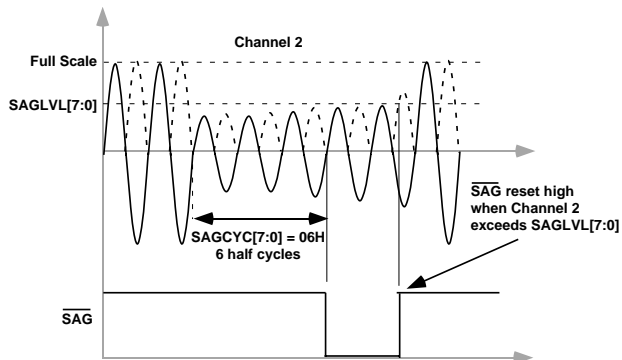 Channel 2
Full Scale
SAGLVL[7:0]
SAG reset high
when Channel 2
exceeds SAGLVL[7:0]
SAGCYC[7:0] = 06H
6 half cycles
SAG